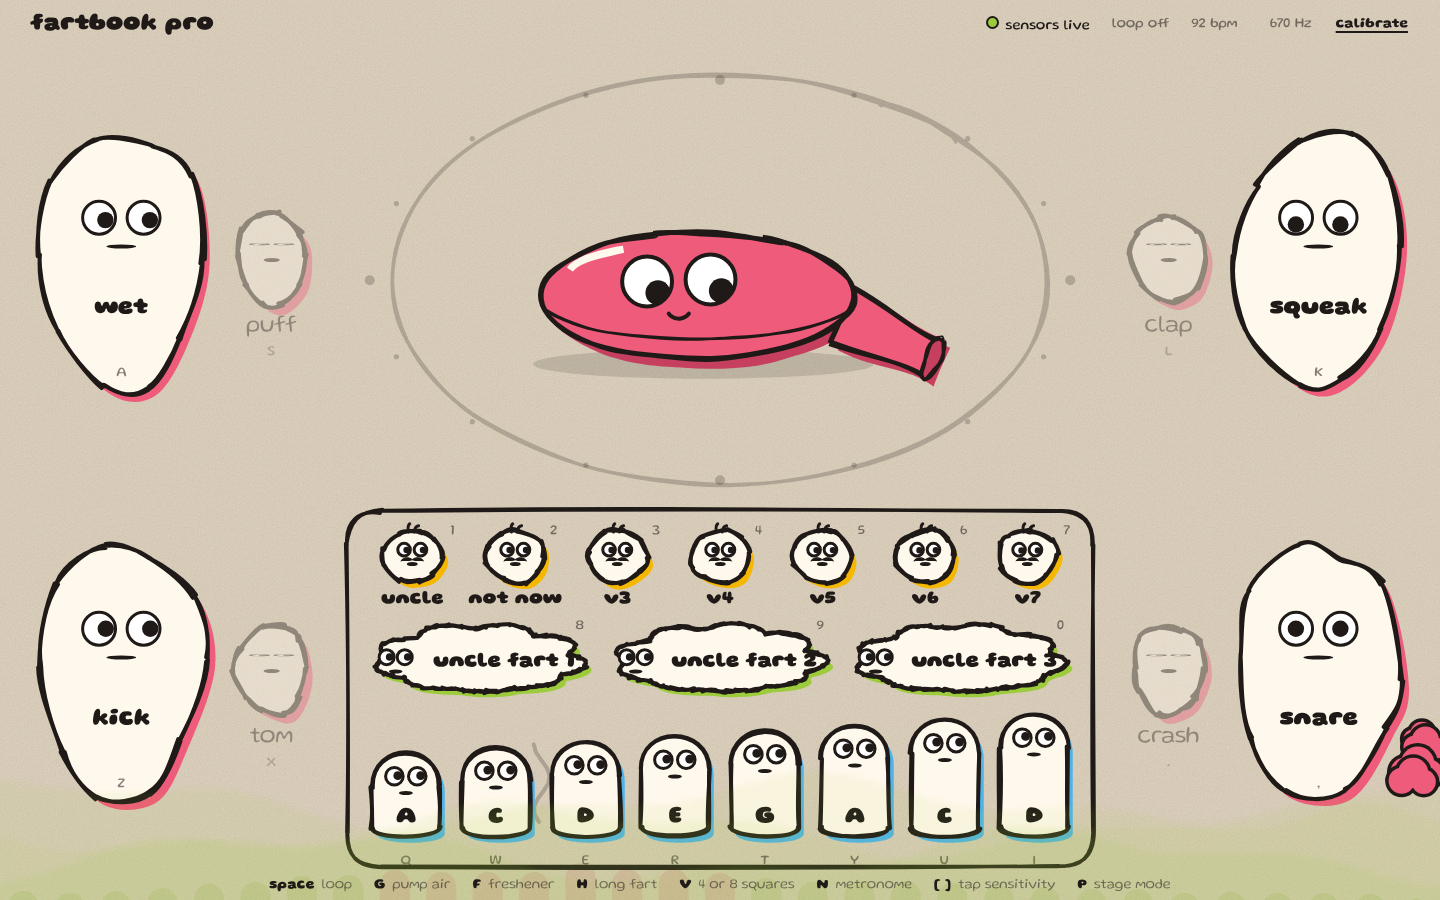 fartbook pro
sensors live loop off 92 bpm 670 Hz calibrate
wet
A
puff
S
clap
L
squeak
K
1 2 3 4 5 6 7
uncle not now v3 v4 v5 v6 v7
8 9 0
uncle fart 1 uncle fart 2 uncle fart 3
kick
Z
tom
X
crash
.
snare
,
A C D E G A C D
Q W E R T Y U I
space loop G pump air F freshener H long fart V 4 or 8 squares N metronome [ ] tap sensitivity P stage mode